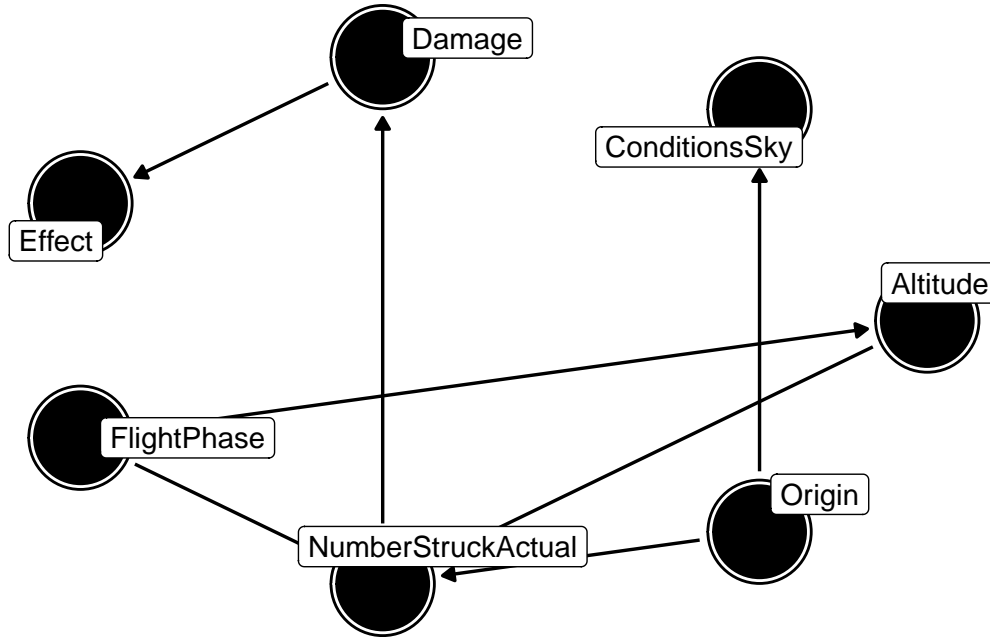 Damage
ConditionsSky
Effect
Altitude
FlightPhase
Origin
NumberStruckActual